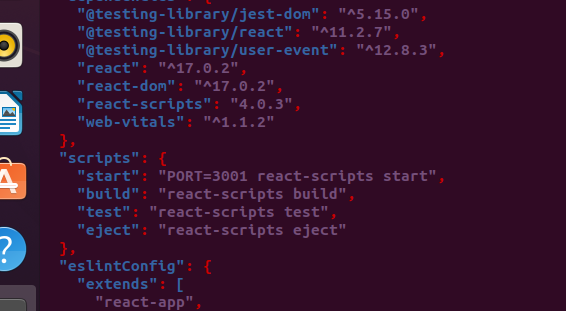 "@testing-library/jest-dom": "^5.15.0",
"@testing-library/react": "^11.2.7",
"@testing-library/user-event": "^12.8.3",
"react": "^17.0.2",
"react-dom": "^17.0.2",
"react-scripts": "4.0.3",
"web-vitals": "^1.1.2"
},
"scripts": {
"start": "PORT=3001 react-scripts start",
"build": "react-scripts build",
"test": "react-scripts test",
"eject": "react-scripts eject"
},
"eslintConfig": {
"extends": [
"react-app",